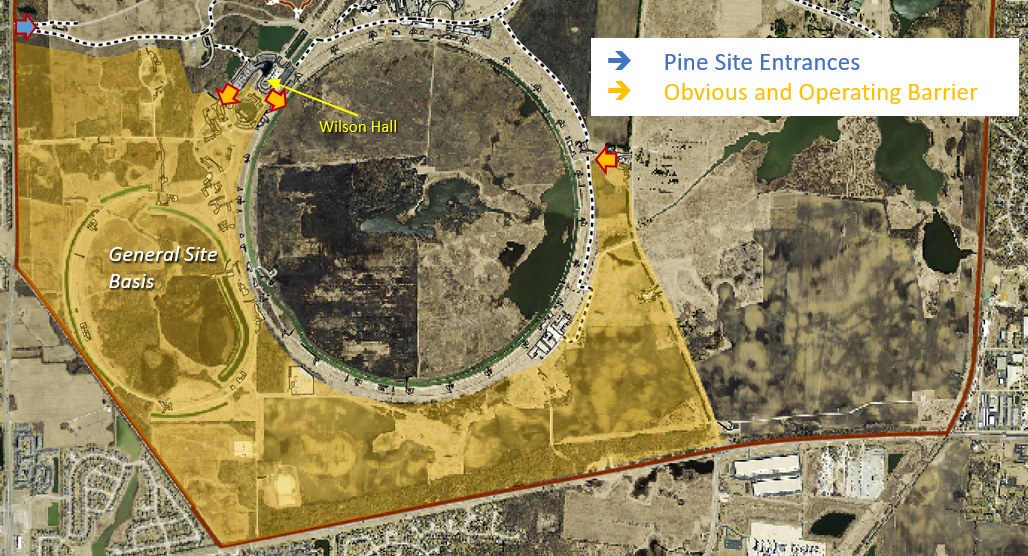 Pine Site Entrances
Obvious and Operating Barrier
Wilson Hall
General Site
Basis